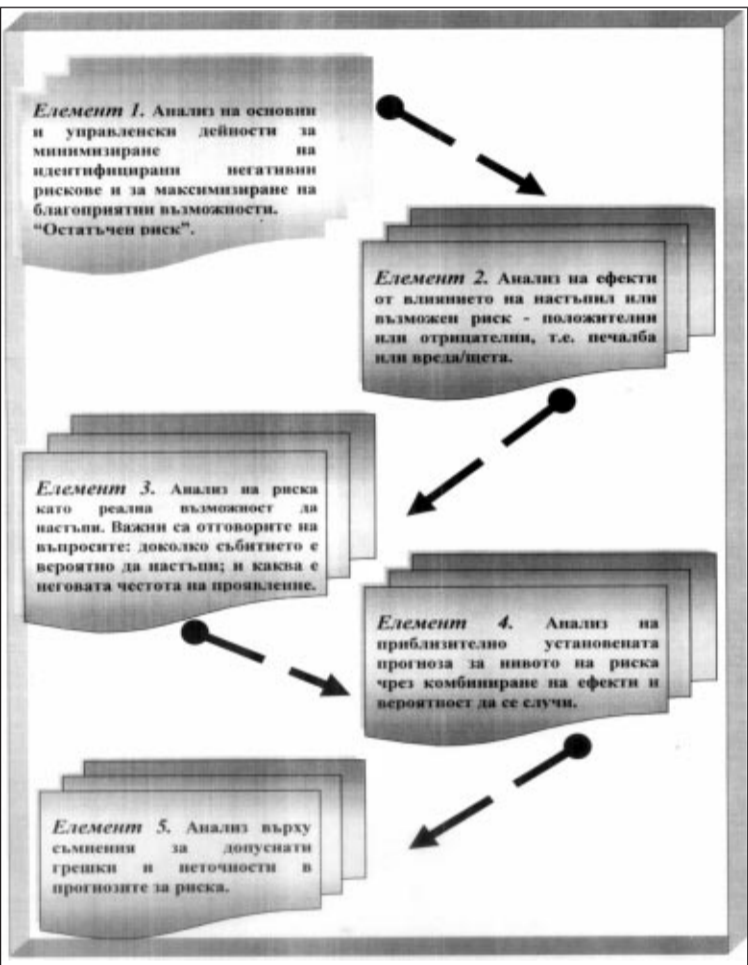 Елемент 1. Анализ на основни
и управленски дейности за
минимизиране на
идентифицирани негативни
рискове и за максимизиране на
благоприятни възможности.
“Остатъчен риск”.
Елемент 2. Анализ на ефекти
от влиянието на настъпил или
възможен риск - положителни
или отрицателни, т.е. печалба
или вреда/щета.
Елемент 3. Анализ на риска
като реална възможност да
настъпи. Важни са отговорите на
въпросите: доколко събитието е
вероятно да настъпи; и каква е
неговата честота на проявление.
Елемент 4. Анализ на
приблизително установената
прогноза за нивото на риска
чрез комбиниране на ефекти и
вероятност да се случи.
Елемент 5. Анализ върху
съмнения за допуснати
грешки и неточности в
прогнозите за риска.